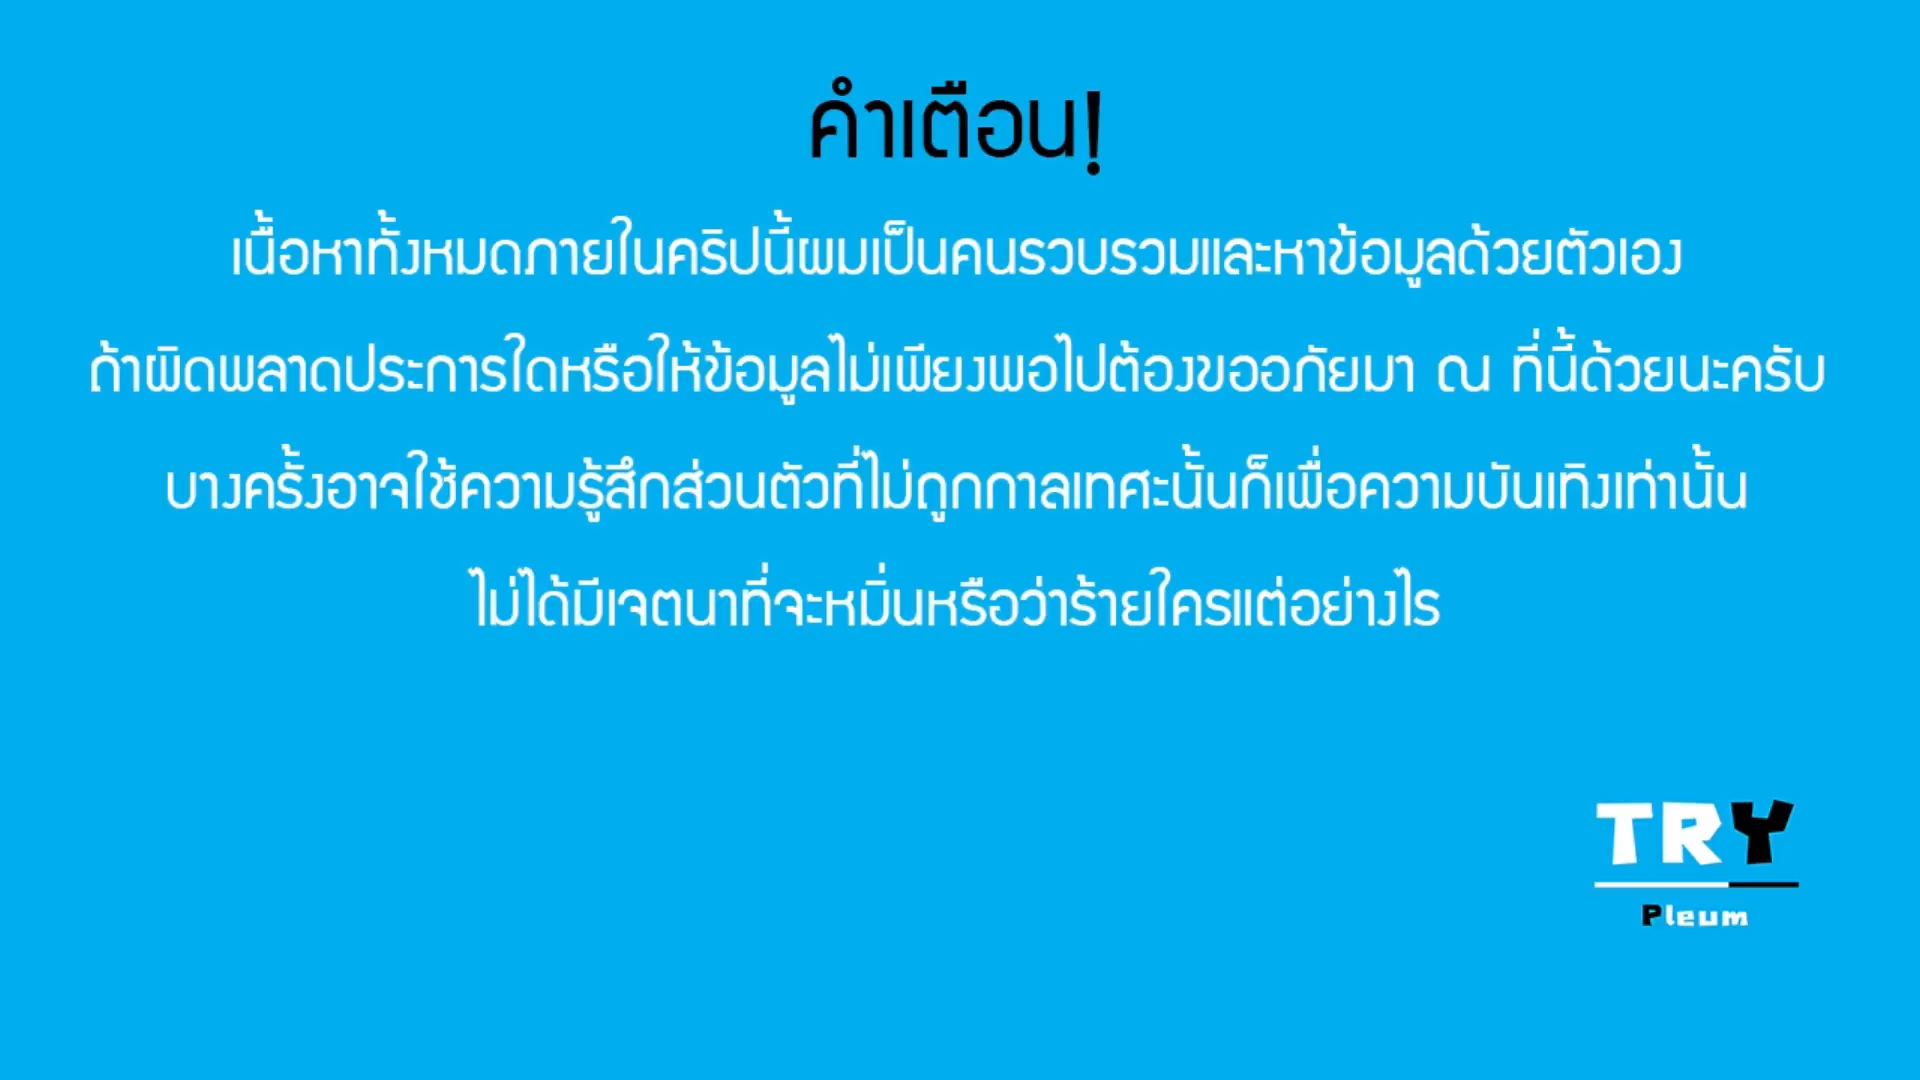 คำเตือน!
เนื้อหาทั้งหมดภายในคริปนี้ผมเป็นคนรวบรวมและหาข้อมูลด้วยตัวเอง
ถ้าผิดพลาดประการใดหรือให้ข้อมูลไม่เพียงพอไปต้องขออภัยมา ณ ที่นี้ด้วยนะครับ
บางครั้งอาจใช้ความรู้สึกส่วนตัวที่ไม่ถูกกาลเทศะนั้นก็เพื่อความบันเทิงเท่านั้น
ไม่ได้มีเจตนาที่จะหมิ่นหรือว่าร้ายใครแต่อย่างไร
TRY
Pleum